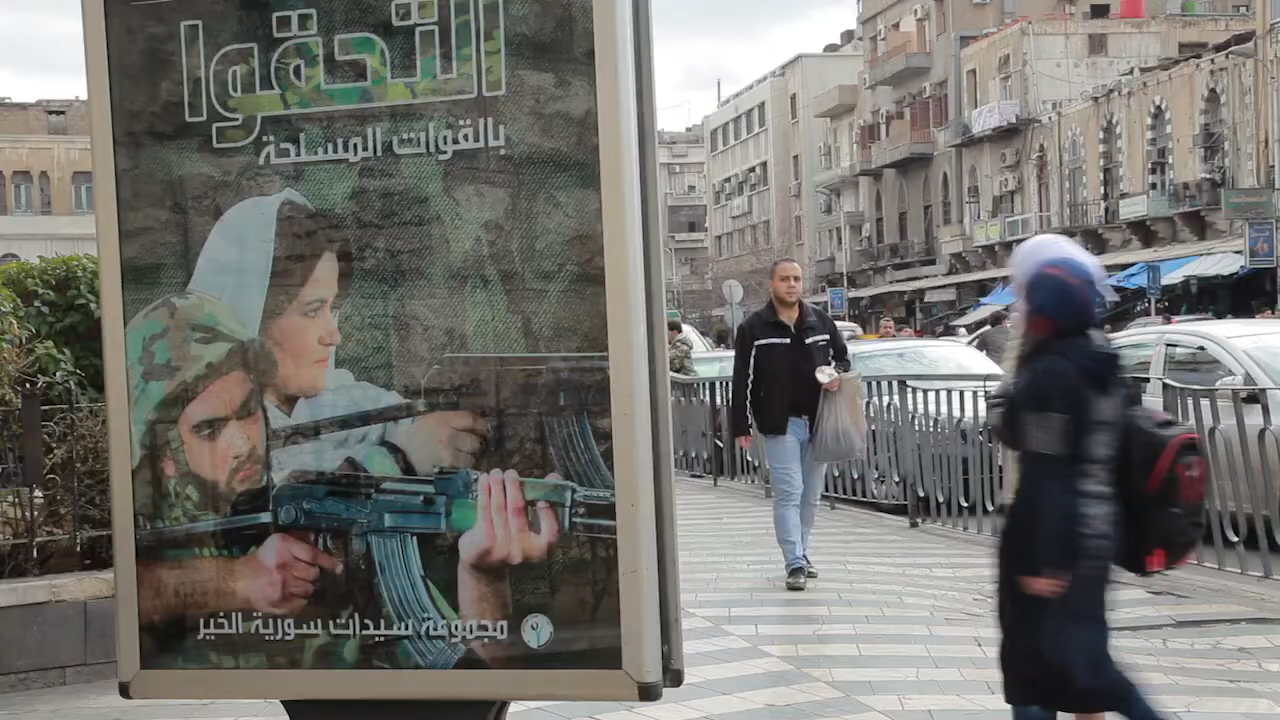 التحقوا
بالقوات المسلحة
مجموعة سيدات سورية الخير